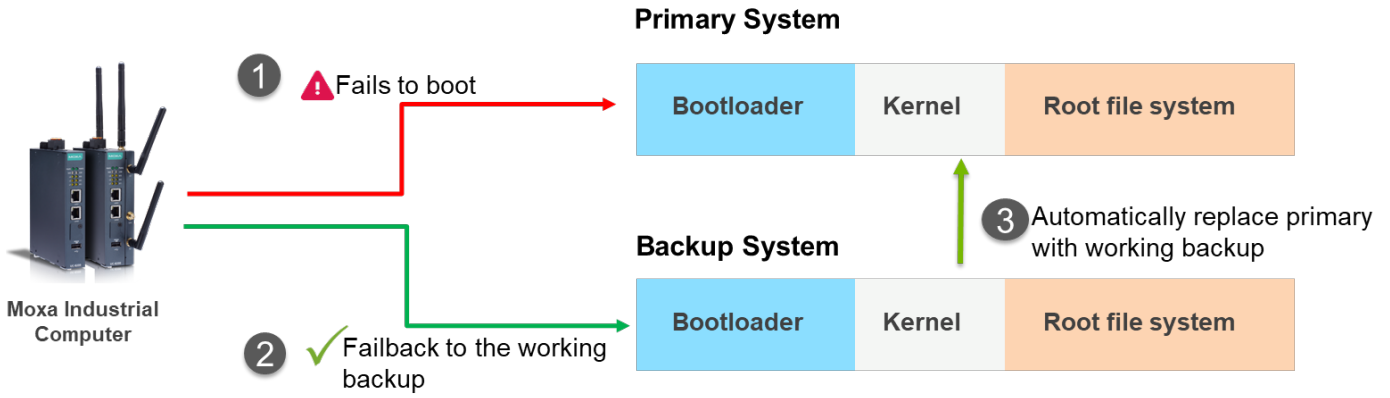 Primary System
1
Fails to boot
Bootloader
Kernel
Root file system
3
Automatically replace primary
with working backup
Backup System
Moxa Industrial
Computer
2
Failback to the working
backup
Bootloader
Kernel
Root file system